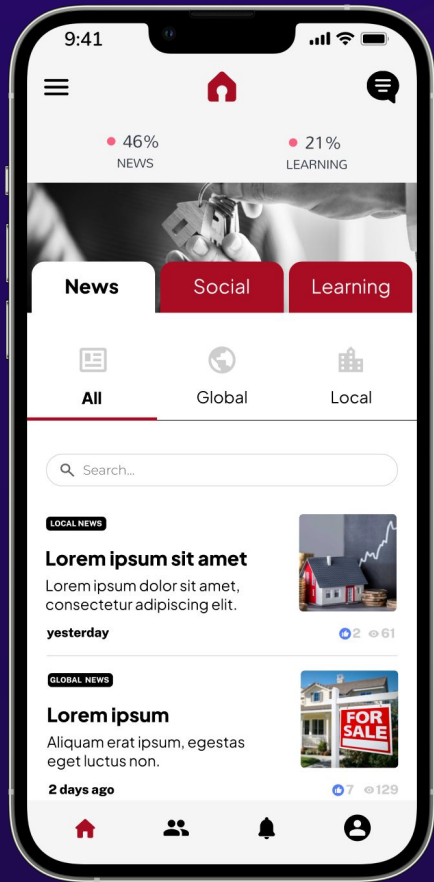 9:41
46%
NEWS
21%
LEARNING
News
Social
Learning
All
Global
Local
Search...
LOCAL NEWS
Lorem ipsum sit amet
Lorem ipsum dolor sit amet,
consectetur adipiscing elit.
yesterday
2
61
GLOBAL NEWS
Lorem ipsum
Aliquam erat ipsum, egestas
eget luctus non.
2 days ago
7
129
FOR
SALE